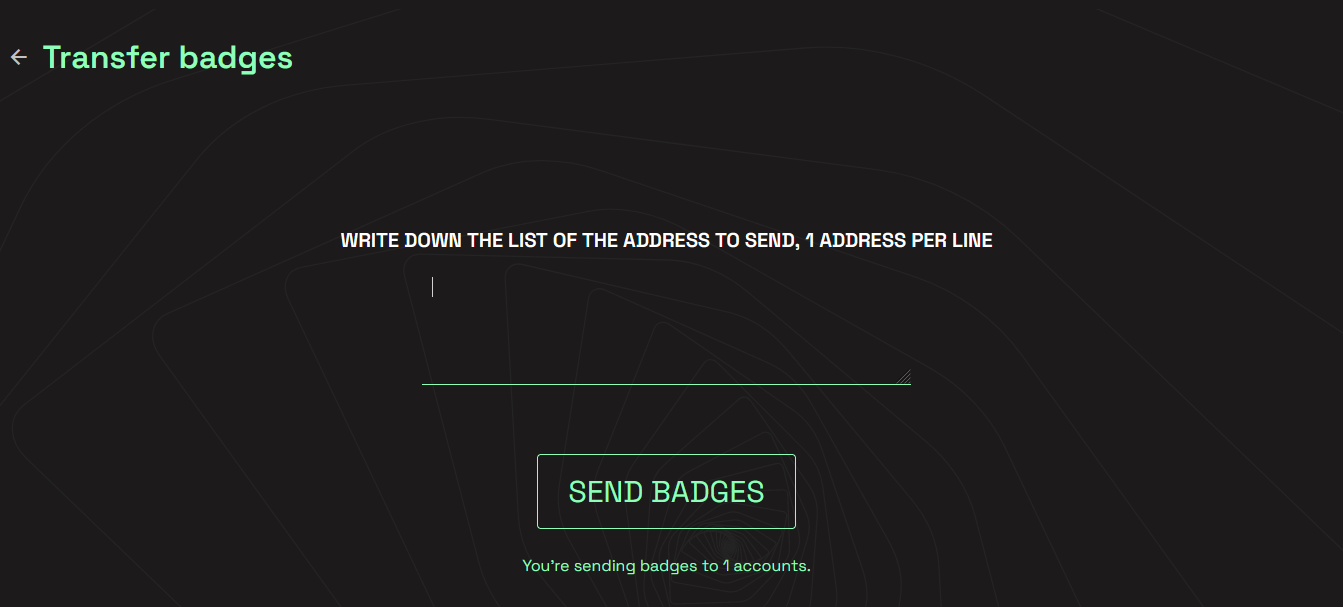 Transfer badges
WRITE DOWN THE LIST OF THE ADDRESS TO SEND, 1 ADDRESS PER LINE
SEND BADGES
You're sending badges to 1 accounts.